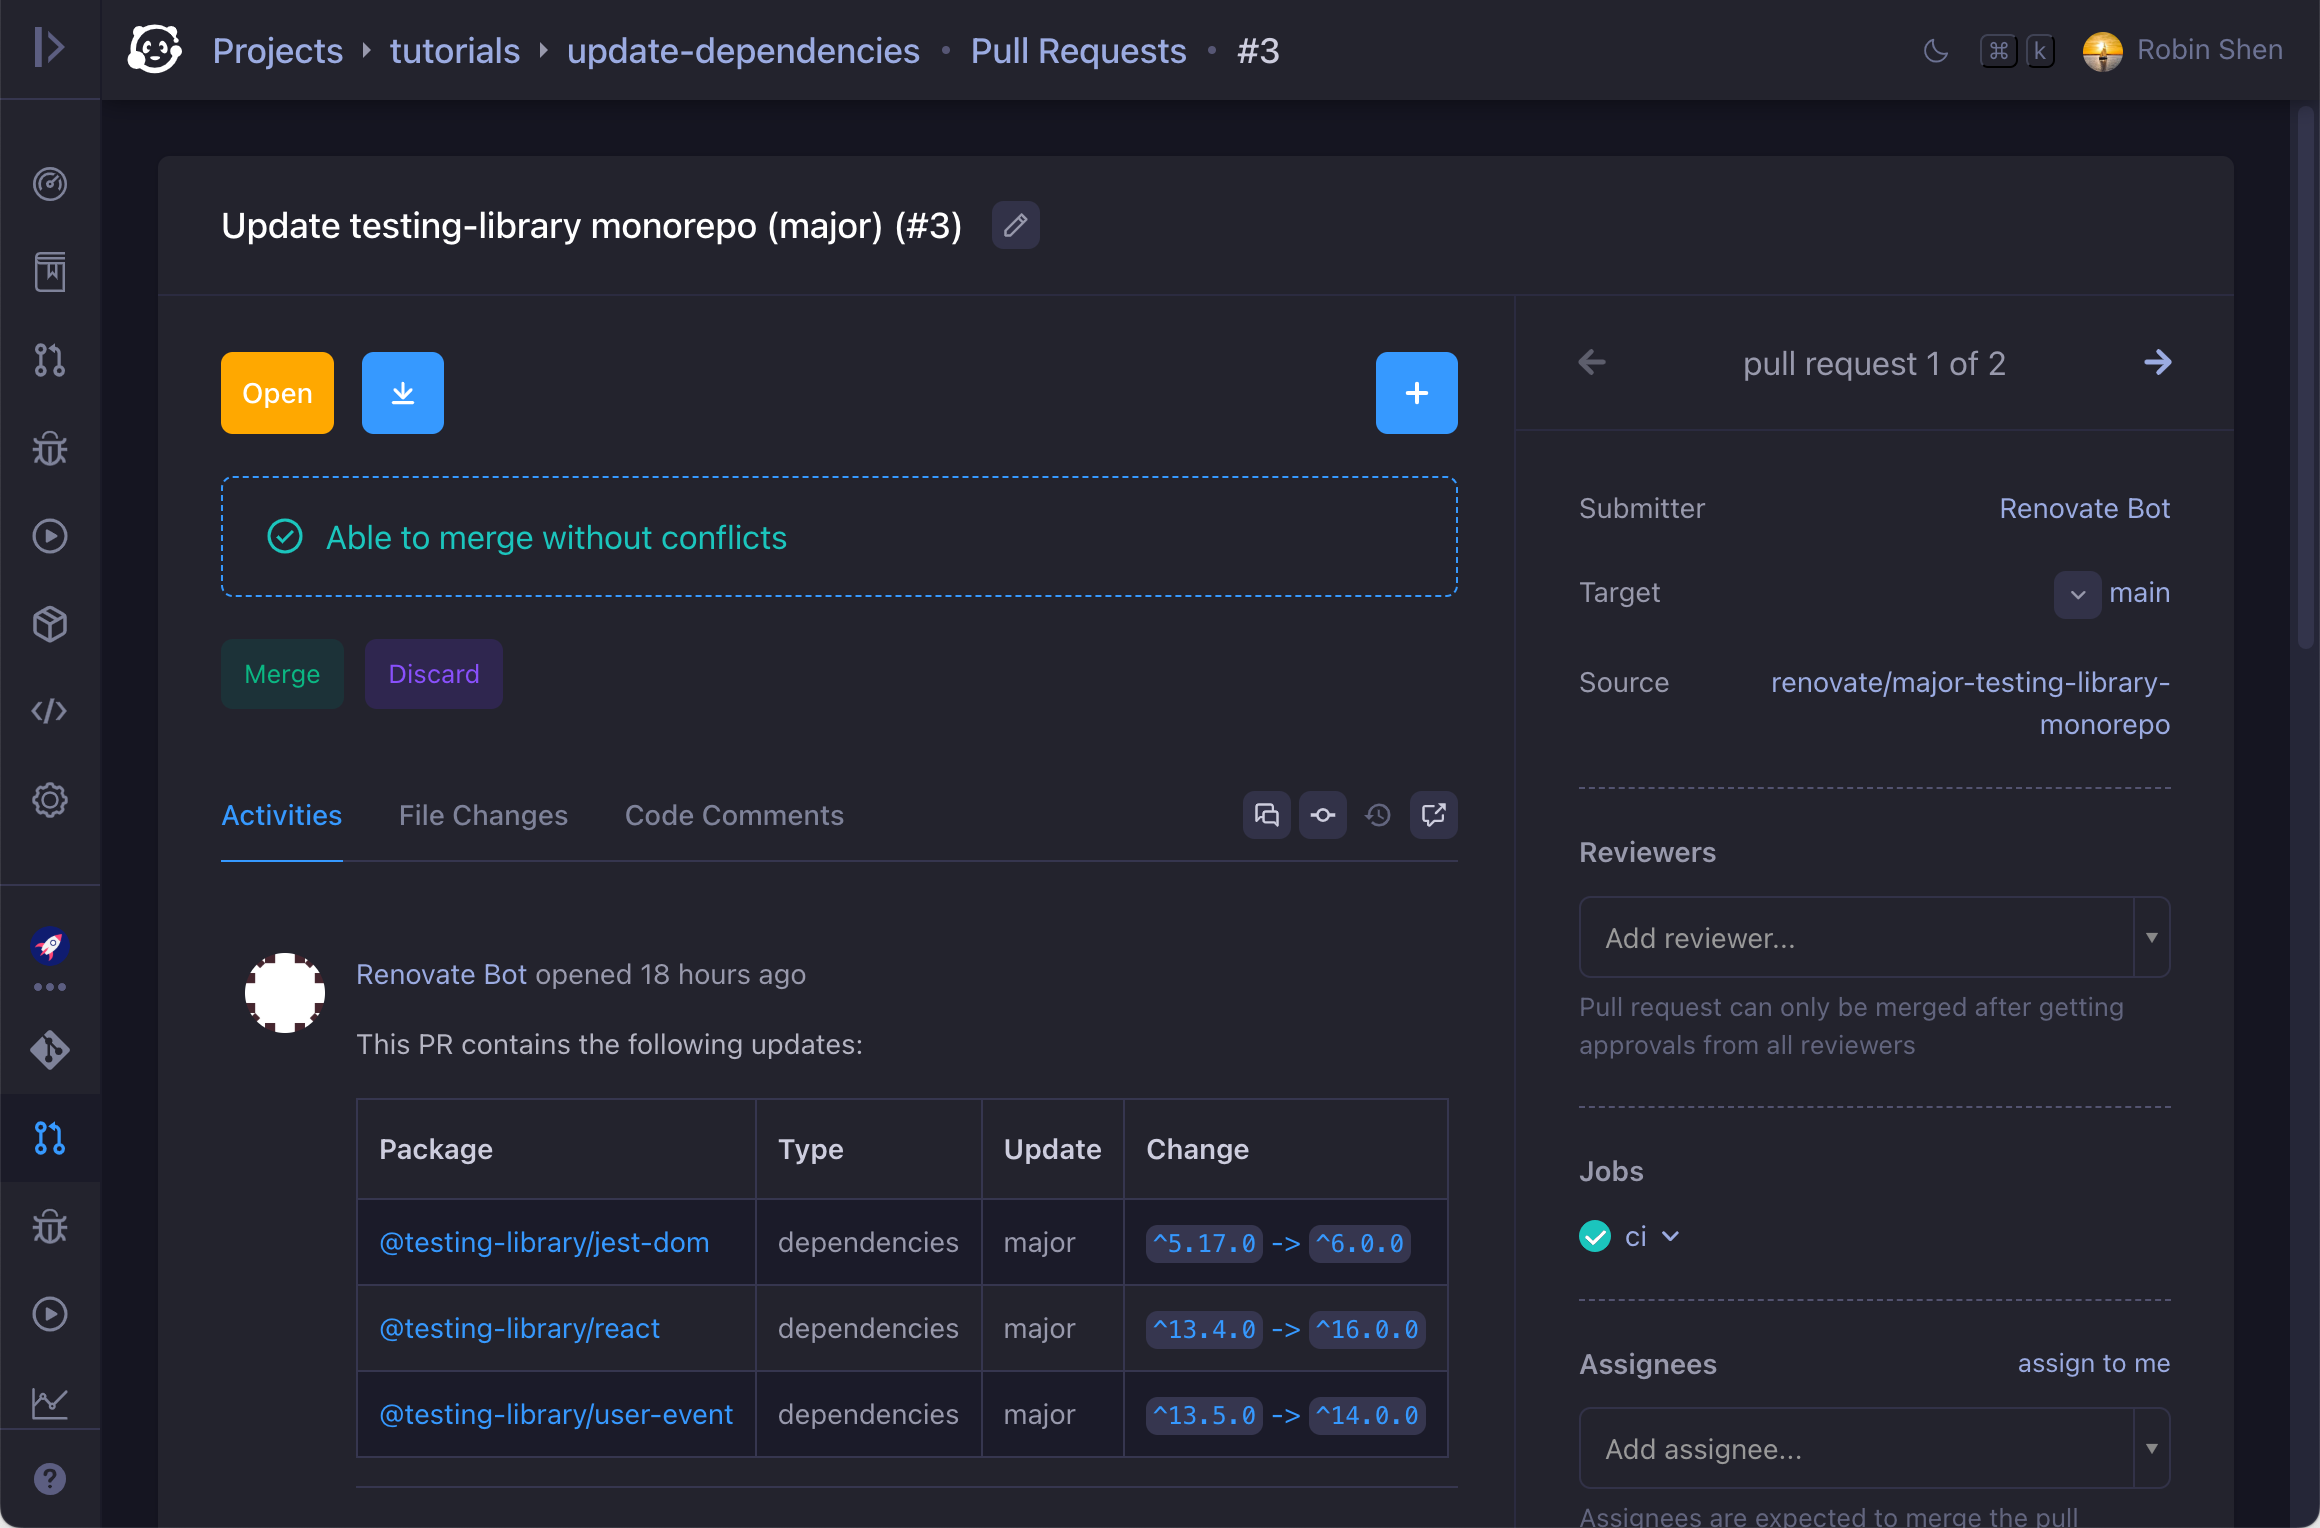 Projects tutorials update-dependencies • Pull Requests • #3
⌘ k Robin Shen
Update testing-library monorepo (major) (#3)
Open
+
Able to merge without conflicts
Merge Discard
Activities File Changes Code Comments
Renovate Bot opened 18 hours ago
This PR contains the following updates:
Package Type Update Change
@testing-library/jest-dom dependencies major ^5.17.0 -> ^6.0.0
@testing-library/react dependencies major ^13.4.0 -> ^16.0.0
@testing-library/user-event dependencies major ^13.5.0 -> ^14.0.0
pull request 1 of 2
Submitter Renovate Bot
Target main
Source renovate/major-testing-library-
monorepo
Reviewers
Add reviewer...
Pull request can only be merged after getting
approvals from all reviewers
Jobs
ci
Assignees assign to me
Add assignee...
Assignees are expected to merge the pull